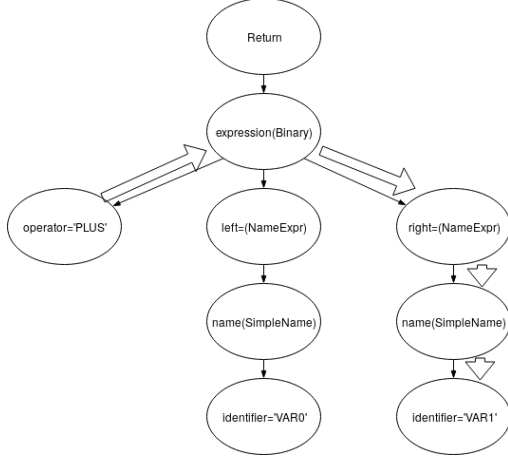 Return
expression(Binary)
operator='PLUS'
left=(NameExpr)
right=(NameExpr)
name(SimpleName)
name(SimpleName)
identifier='VAR0'
identifier='VAR1'